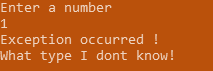 Enter a number
1
Exception occurred !
What type I dont know!